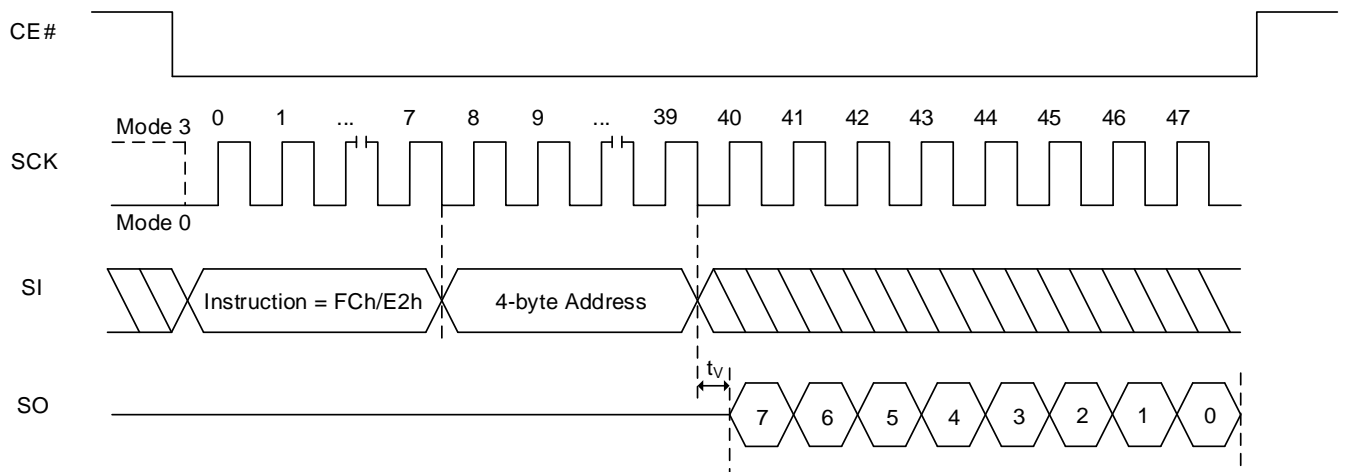 CE#
Mode 3 0 1 ... 7 8 9 ... 39 40 41 42 43 44 45 46 47
SCK
Mode 0
SI Instruction = FCh/E2h 4-byte Address
tV
SO 7 6 5 4 3 2 1 0